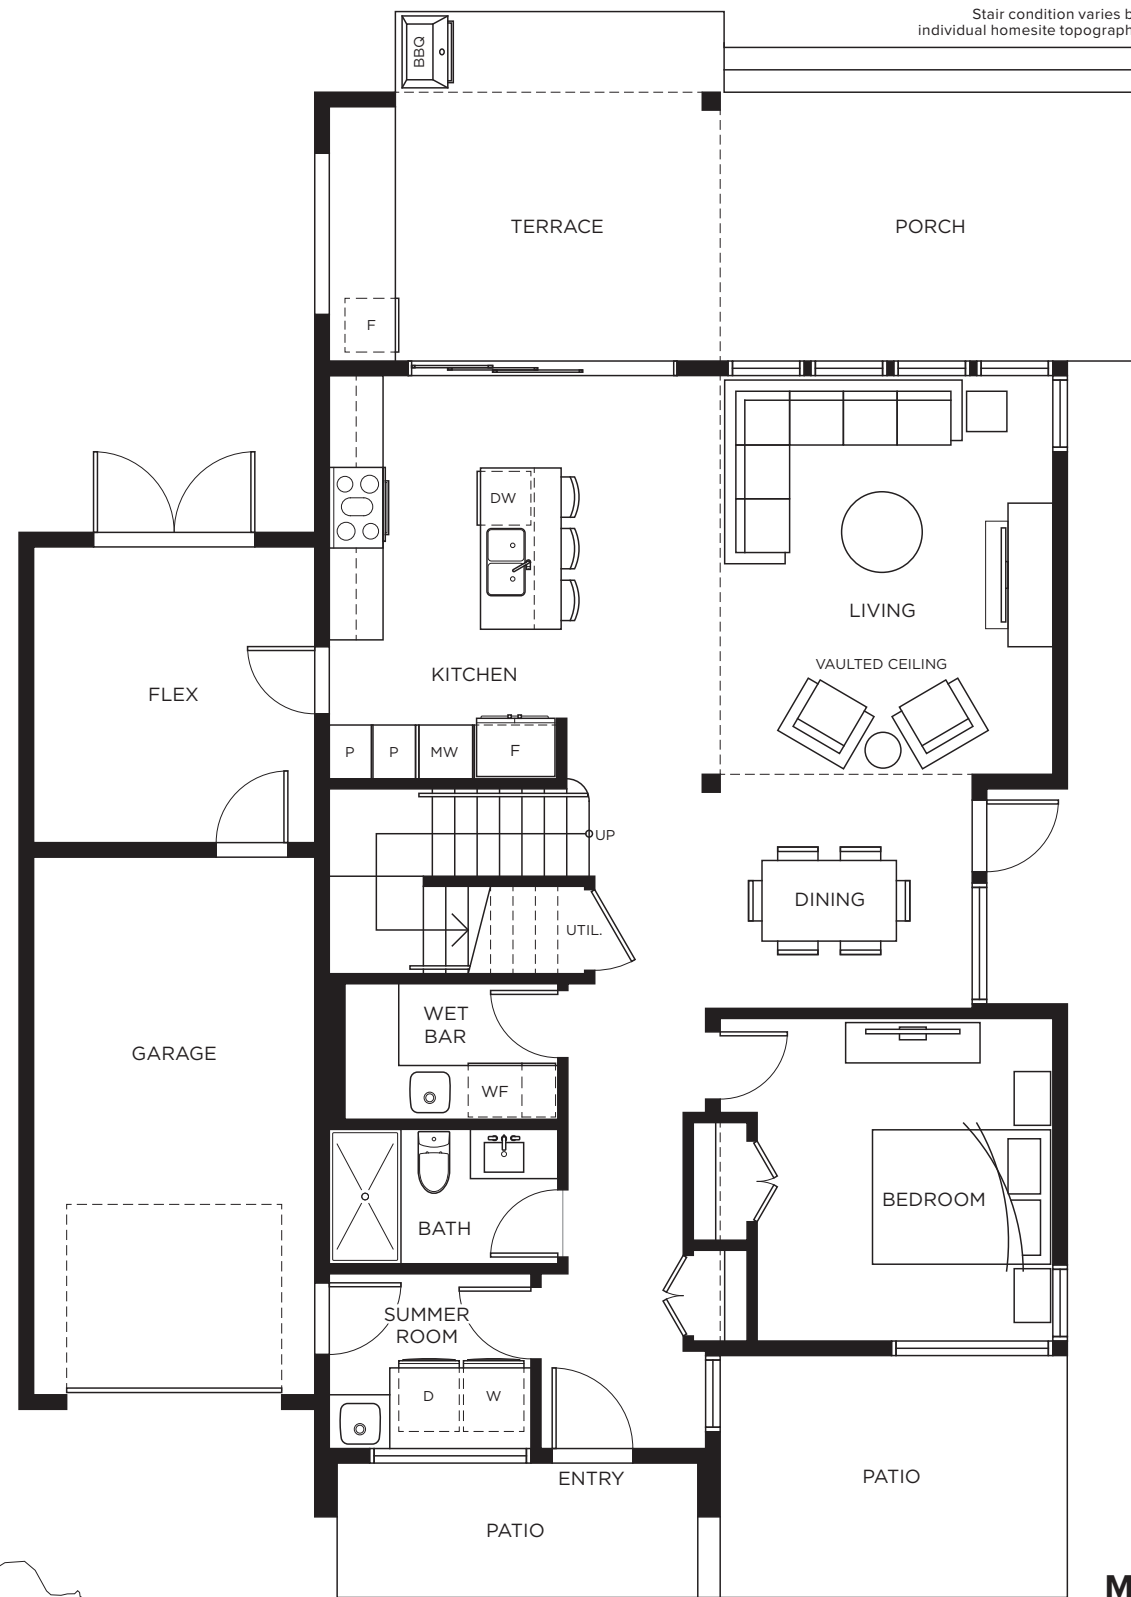 Stair condition varies b
individual homesite topograph
BBQ
TERRACE
PORCH
F
DW
LIVING
VAULTED CEILING
KITCHEN
FLEX
P
P
MW
F
UP
DINING
UTIL.
WET
BAR
GARAGE
WF
BATH
BEDROOM
SUMMER
ROOM
D
W
ENTRY
PATIO
PATIO
M